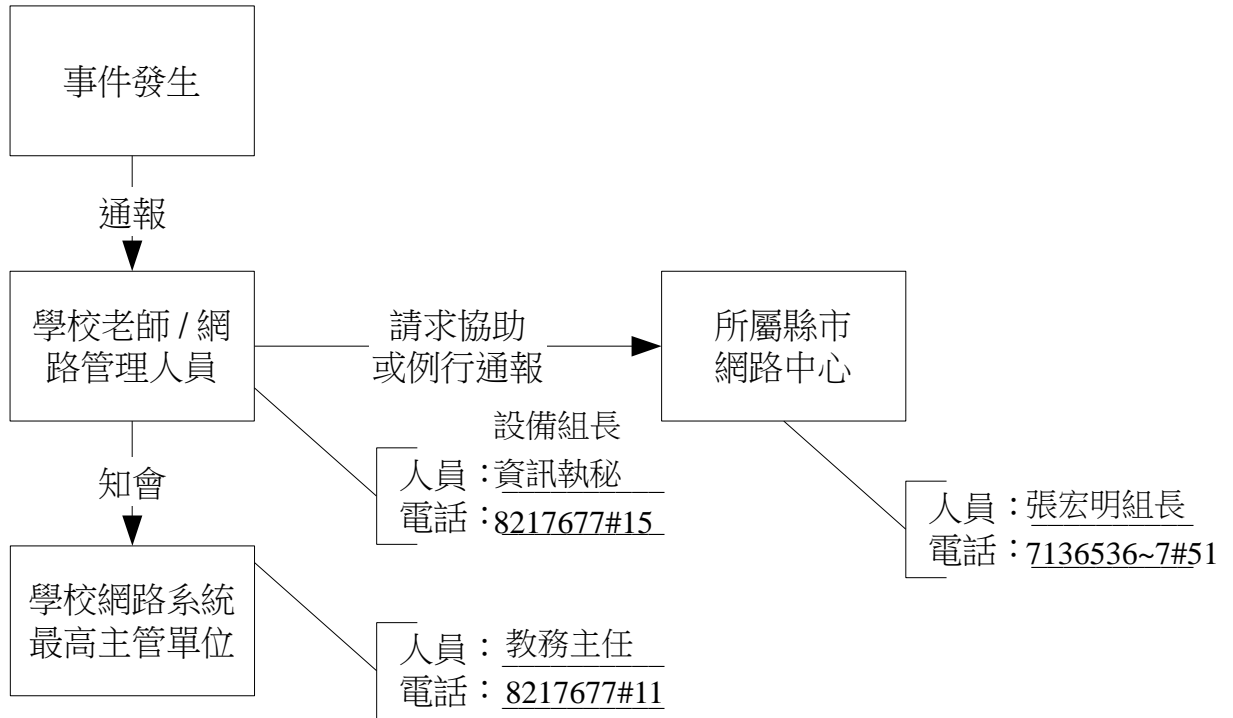 事件發生
通報
學校老師 / 網
路管理人員
請求協助
或例行通報
所屬縣市
網路中心
設備組長
人員：資訊執秘
電話：8217677#15
人員：張宏明組長
電話：7136536~7#51
知會
學校網路系統
最高主管單位
人員：教務主任
電話：8217677#11